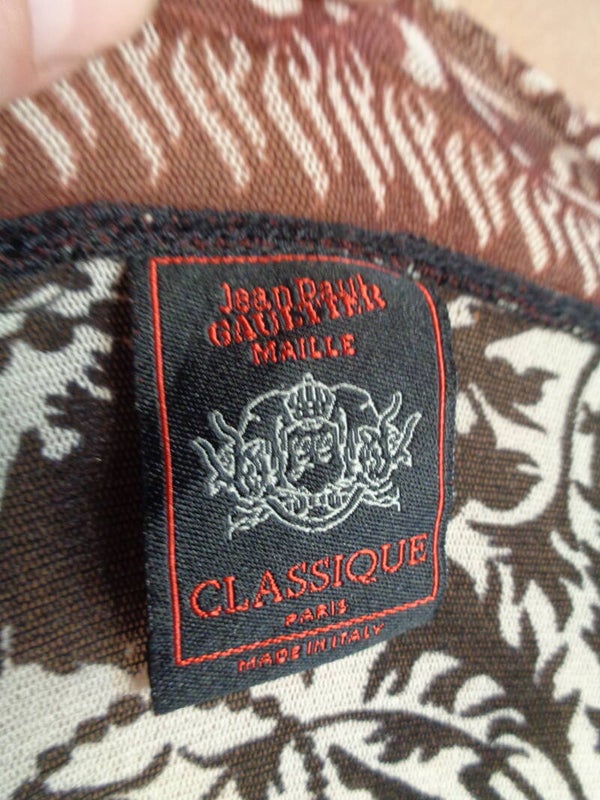 Jean Paul
GAULTIER
MAILLE
CLASSIQUE
PARIS
MADE IN ITALY